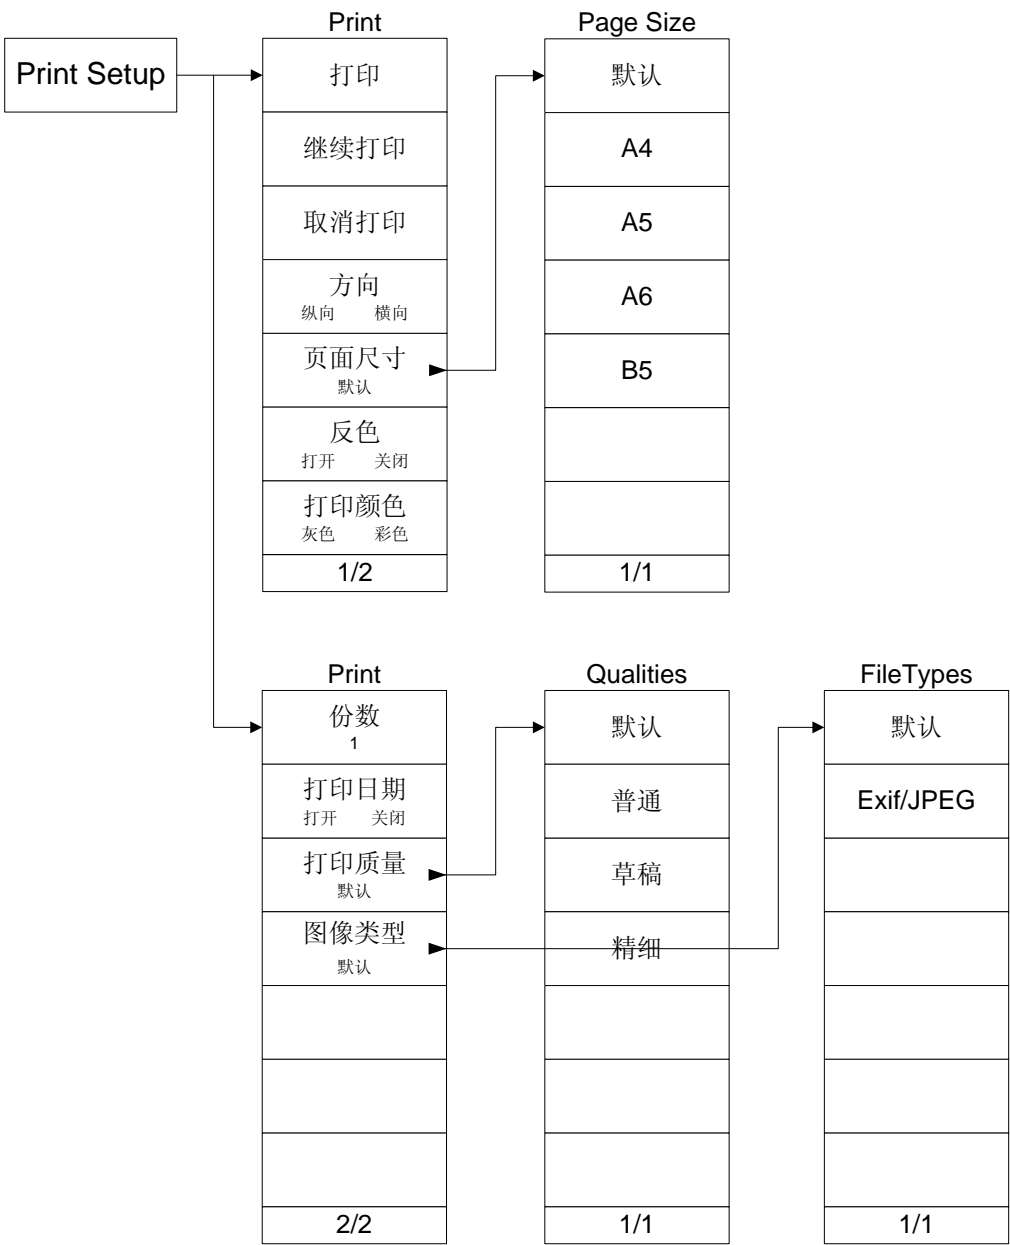 Print Setup
Print
打印
继续打印
取消打印
方向
纵向 横向
页面尺寸
默认
反色
打开 关闭
打印颜色
灰色 彩色
1/2
Page Size
默认
A4
A5
A6
B5
1/1
Print
份数
1
打印日期
打开 关闭
打印质量
默认
图像类型
默认
2/2
Qualities
默认
普通
草稿
精细
1/1
FileTypes
默认
Exif/JPEG
1/1